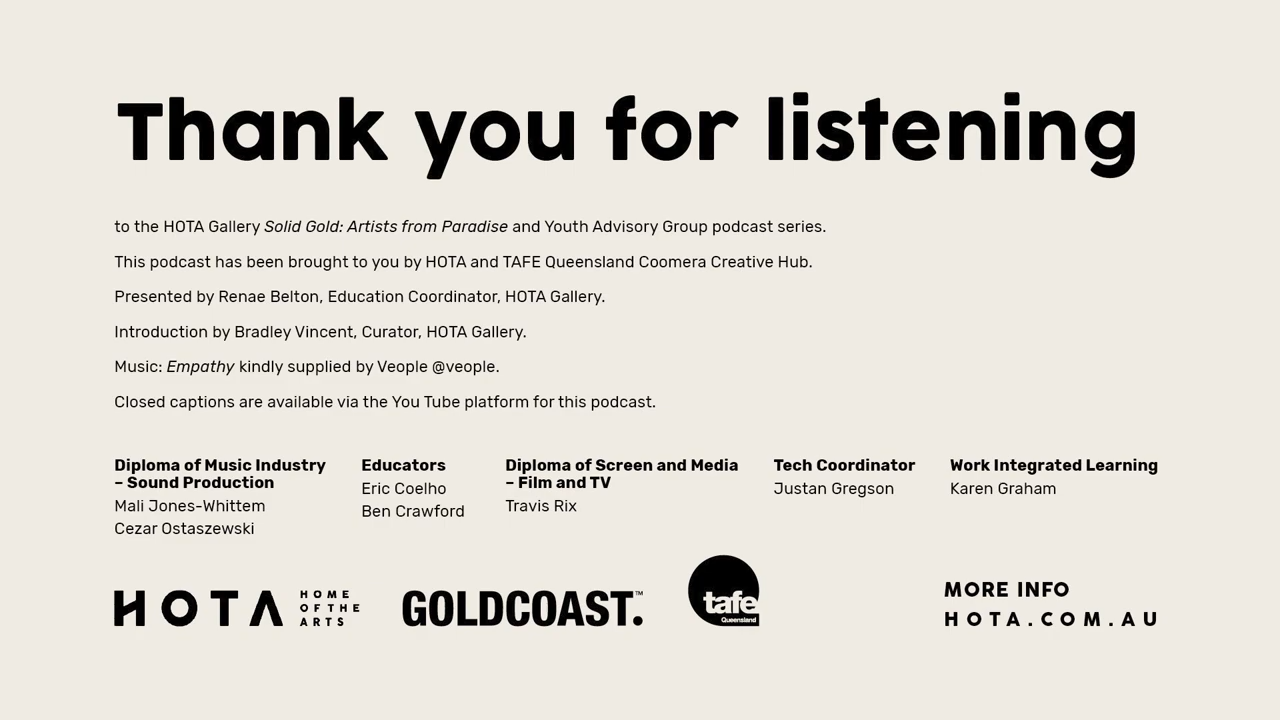 Thank you for listening
to the HOTA Gallery Solid Gold: Artists from Paradise and Youth Advisory Group podcast series.
This podcast has been brought to you by HOTA and TAFE Queensland Coomera Creative Hub.
Presented by Renae Belton, Education Coordinator, HOTA Gallery.
Introduction by Bradley Vincent, Curator, HOTA Gallery.
Music: Empathy kindly supplied by Veople @veople.
Closed captions are available via the You Tube platform for this podcast.
Diploma of Music Industry
– Sound Production
Mali Jones-Whittem
Cezar Ostaszewski
Educators
Eric Coelho
Ben Crawford
Diploma of Screen and Media
– Film and TV
Travis Rix
Tech Coordinator
Justan Gregson
Work Integrated Learning
Karen Graham
HOTA
HOME
OF THE
ARTS
GOLDCOAST.™
tafe
Queensland
MORE INFO
HOTA.COM.AU